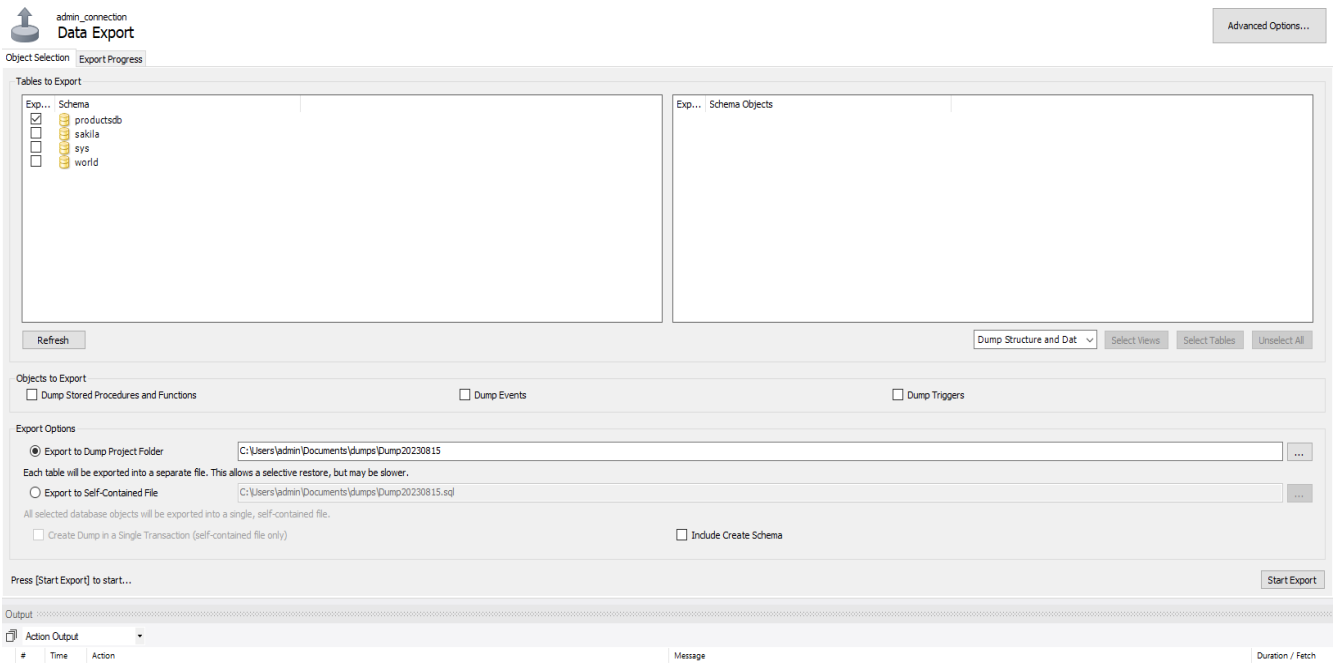 admin_connection
Data Export
Advanced Options...
Object Selection Export Progress
Tables to Export
Exp... Schema
productsdb
sakila
sys
world
Exp... Schema Objects
Refresh
Dump Structure and Dat Select Views Select Tables Unselect All
Objects to Export
Dump Stored Procedures and Functions Dump Events Dump Triggers
Export Options
Export to Dump Project Folder C:\Users\admin\Documents\dumps\Dump20230815 ...
Each table will be exported into a separate file. This allows a selective restore, but may be slower.
Export to Self-Contained File C:\Users\admin\Documents\dumps\Dump20230815.sql ...
All selected database objects will be exported into a single, self-contained file.
Create Dump in a Single Transaction (self-contained file only) Include Create Schema
Press [Start Export] to start... Start Export
Output
Action Output
# Time Action Message Duration / Fetch